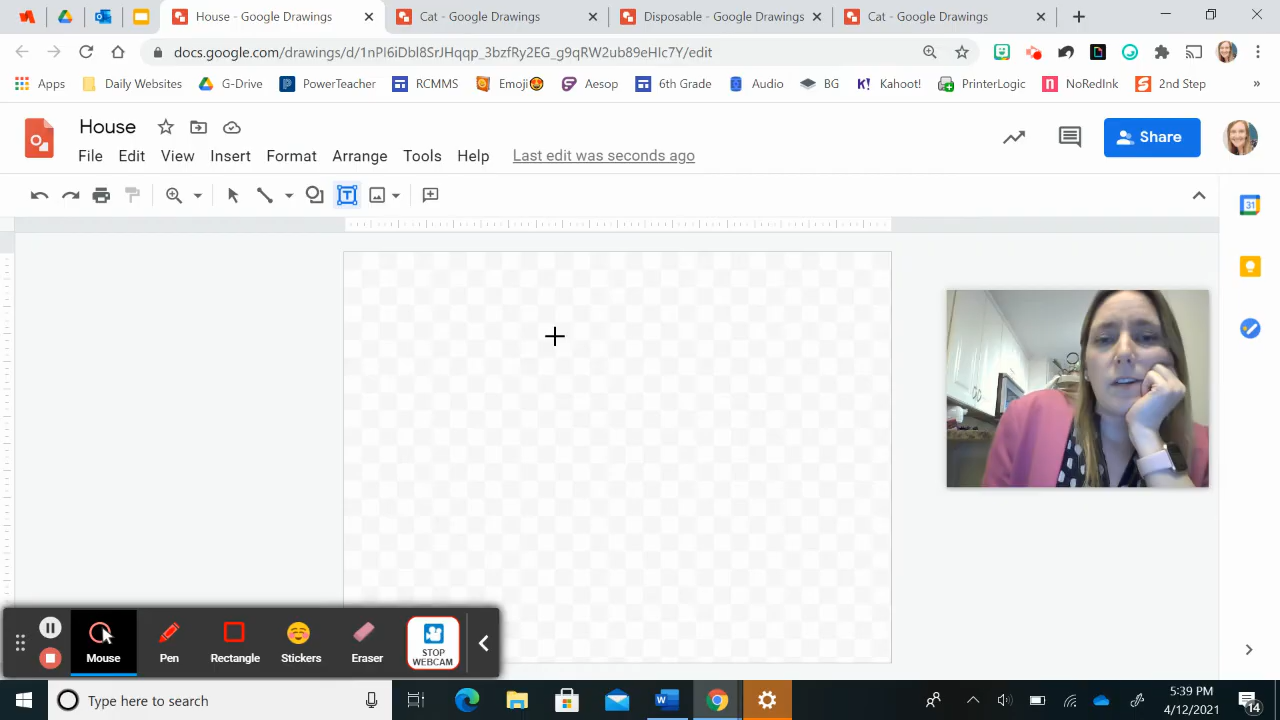 House - Google Drawings
Cat - Google Drawings
Disposable - Google Drawings
Cat - Google Drawings
docs.google.com/drawings/d/1nPl6iDbl8SrJHqqp_3bzfRy2EG_g9qRW2ub89eHIc7Y/edit
Apps Daily Websites G-Drive PowerTeacher RCMMS Emoji Aesop 6th Grade Audio BG K! Kahoot! PrinterLogic n NoRedInk 2nd Step »
House
Share
File Edit View Insert Format Arrange Tools Help Last edit was seconds ago
T
31
Mouse Pen Rectangle Stickers Eraser STOP WEBCAM
Type here to search
5:39 PM
4/12/2021
14